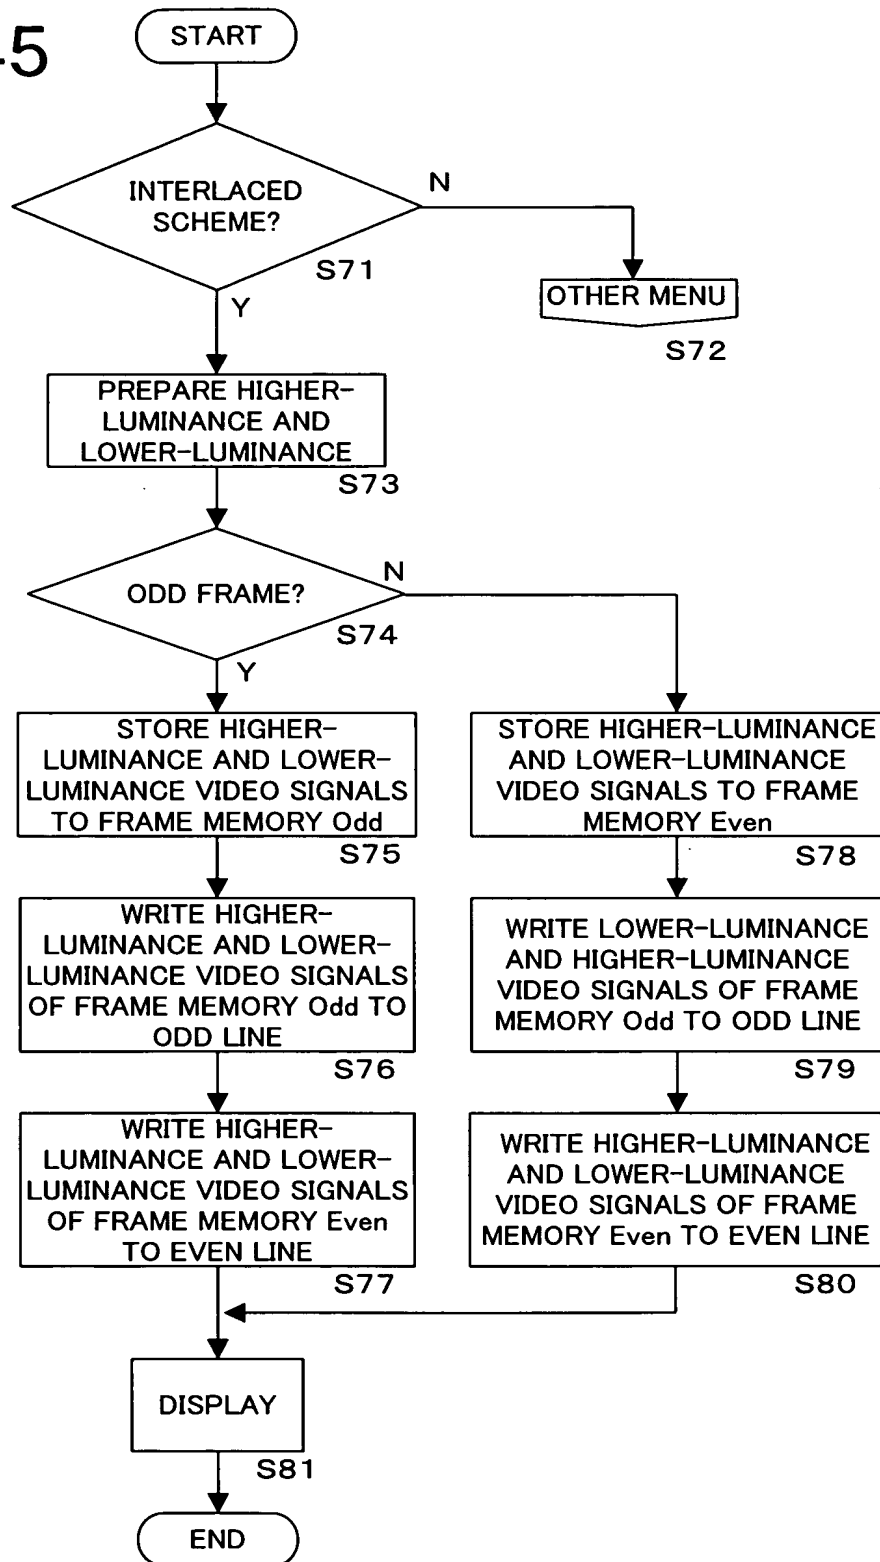 5
START
INTERLACED
SCHEME?
N
S71
Y
OTHER MENU
S72
PREPARE HIGHER-
LUMINANCE AND
LOWER-LUMINANCE
S73
ODD FRAME?
N
S74
Y
STORE HIGHER-
LUMINANCE AND LOWER-
LUMINANCE VIDEO SIGNALS
TO FRAME MEMORY Odd
S75
STORE HIGHER-LUMINANCE
AND LOWER-LUMINANCE
VIDEO SIGNALS TO FRAME
MEMORY Even
S78
WRITE HIGHER-
LUMINANCE AND LOWER-
LUMINANCE VIDEO SIGNALS
OF FRAME MEMORY Odd TO
ODD LINE
S76
WRITE LOWER-LUMINANCE
AND HIGHER-LUMINANCE
VIDEO SIGNALS OF FRAME
MEMORY Odd TO ODD LINE
S79
WRITE HIGHER-
LUMINANCE AND LOWER-
LUMINANCE VIDEO SIGNALS
OF FRAME MEMORY Even
TO EVEN LINE
S77
WRITE HIGHER-LUMINANCE
AND LOWER-LUMINANCE
VIDEO SIGNALS OF FRAME
MEMORY Even TO EVEN LINE
S80
DISPLAY
S81
END